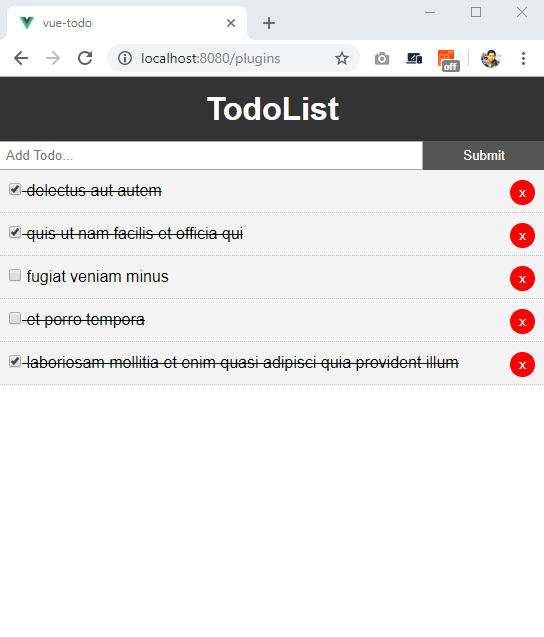 vue-todo
localhost:8080/plugins
off
TodoList
Add Todo...
Submit
delectus aut autem
x
quis ut nam facilis et officia qui
x
fugiat veniam minus
x
et porro tempora
x
laboriosam mollitia et enim quasi adipisci quia provident illum
x